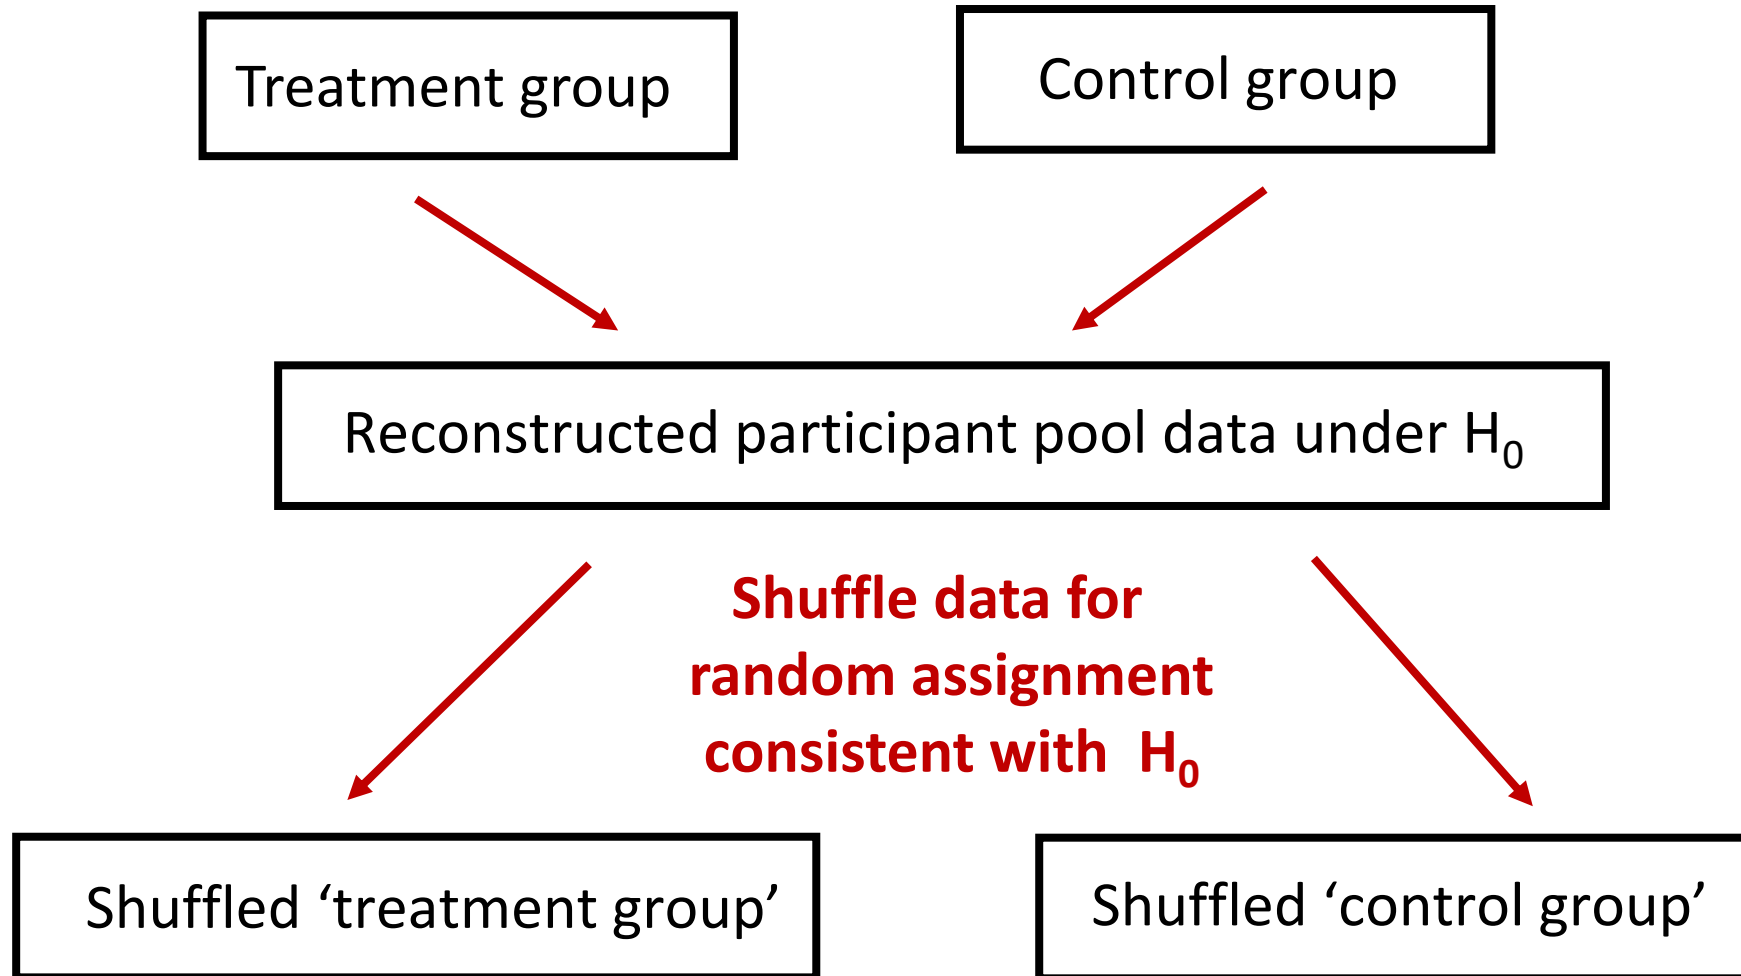 Treatment group
Control group
Reconstructed participant pool data under H₀
Shuffle data for
random assignment
consistent with H₀
Shuffled ‘treatment group’
Shuffled ‘control group’